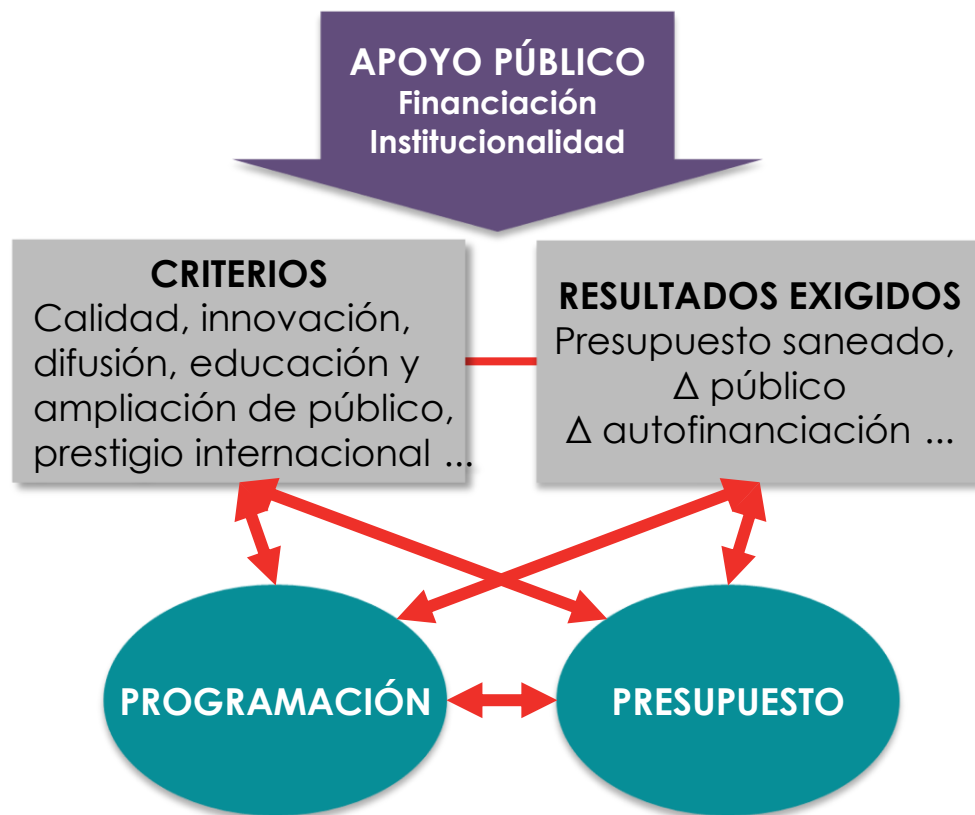 APOYO PÚBLICO
Financiación
Institucionalidad
CRITERIOS
Calidad, innovación,
difusión, educación y
ampliación de público,
prestigio internacional ...
RESULTADOS EXIGIDOS
Presupuesto saneado,
Δ público
Δ autofinanciación ...
PROGRAMACIÓN
PRESUPUESTO